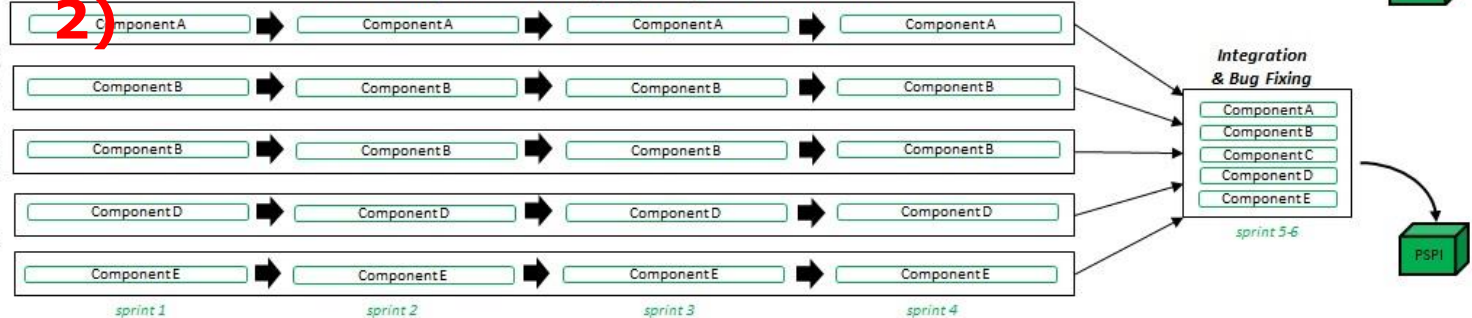 2)
Component A Component A Component A Component A
Component B Component B Component B Component B
Component B Component B Component B Component B
Component D Component D Component D Component D
Component E Component E Component E Component E
sprint 1 sprint 2 sprint 3 sprint 4
Integration
& Bug Fixing
Component A
Component B
Component C
Component D
Component E
sprint 5-6
PSPI